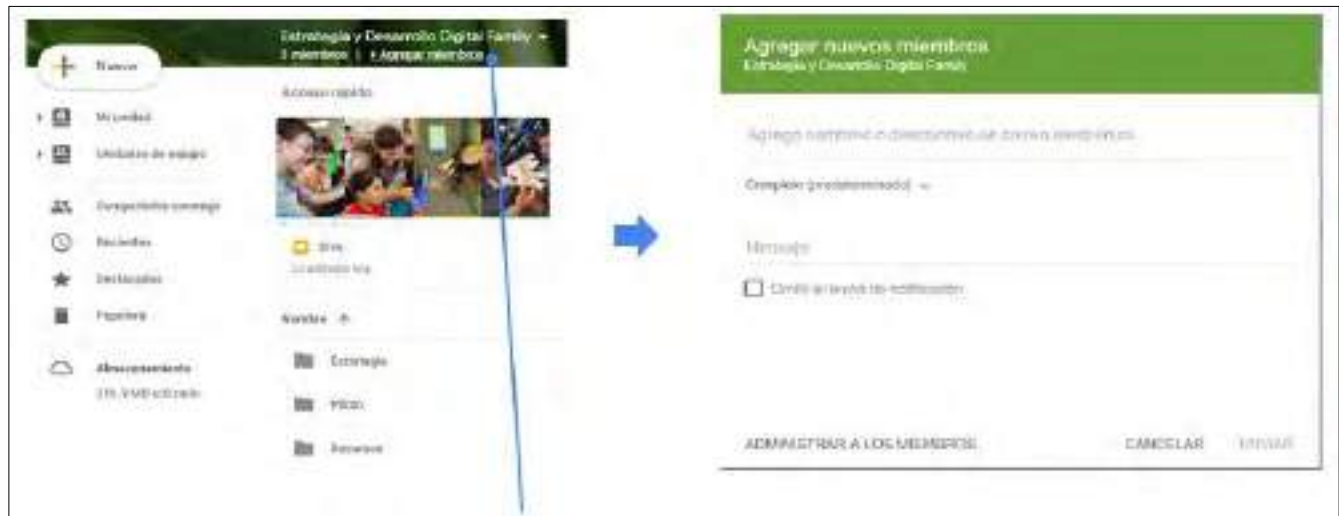 Estrategia y Desarrollo Digital Family
3 miembros | + Agregar miembros
Nuevo
Acceso rápido
Mi unidad
Unidades de equipo
Compartidos conmigo
Recientes
Destacados
Papelera
Nombre
Almacenamiento
Estrategia
Recursos
Agregar nuevos miembros
Estrategia y Desarrollo Digital Family
Agrega nombres o direcciones de correo electrónico
Completo (predeterminado)
Mensaje
Omitir el envío de notificación
ADMINISTRAR A LOS MIEMBROS
CANCELAR
ENVIAR